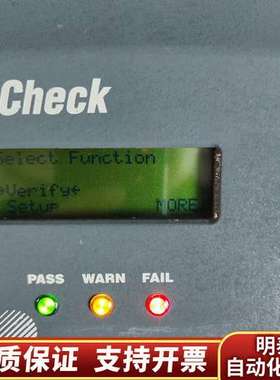 Check
Select Function
→Verify←
Setup MORE
PASS WARN FAIL
质保证 支持开票
明泰
自动化